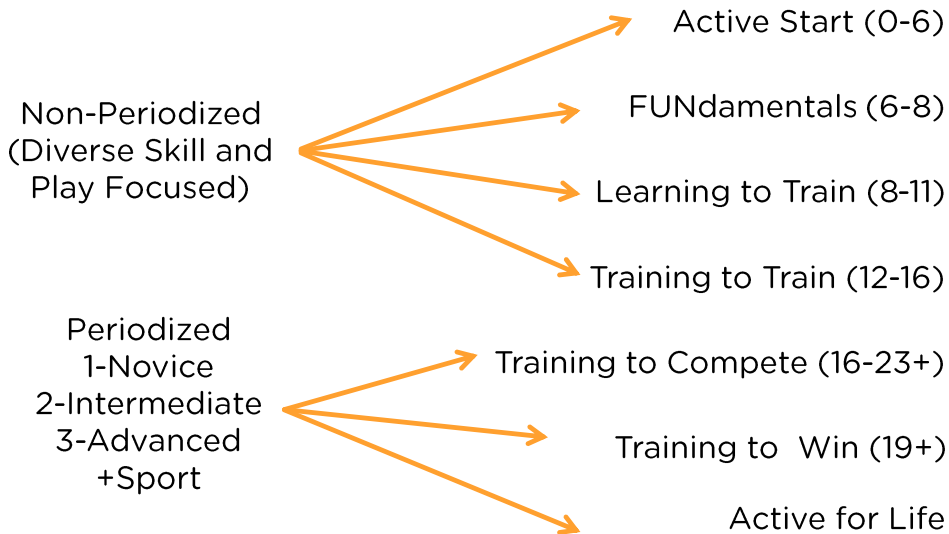 Non-Periodized
(Diverse Skill and
Play Focused)
Periodized
1-Novice
2-Intermediate
3-Advanced
+Sport
Active Start (0-6)
FUNdamentals (6-8)
Learning to Train (8-11)
Training to Train (12-16)
Training to Compete (16-23+)
Training to  Win (19+)
Active for Life